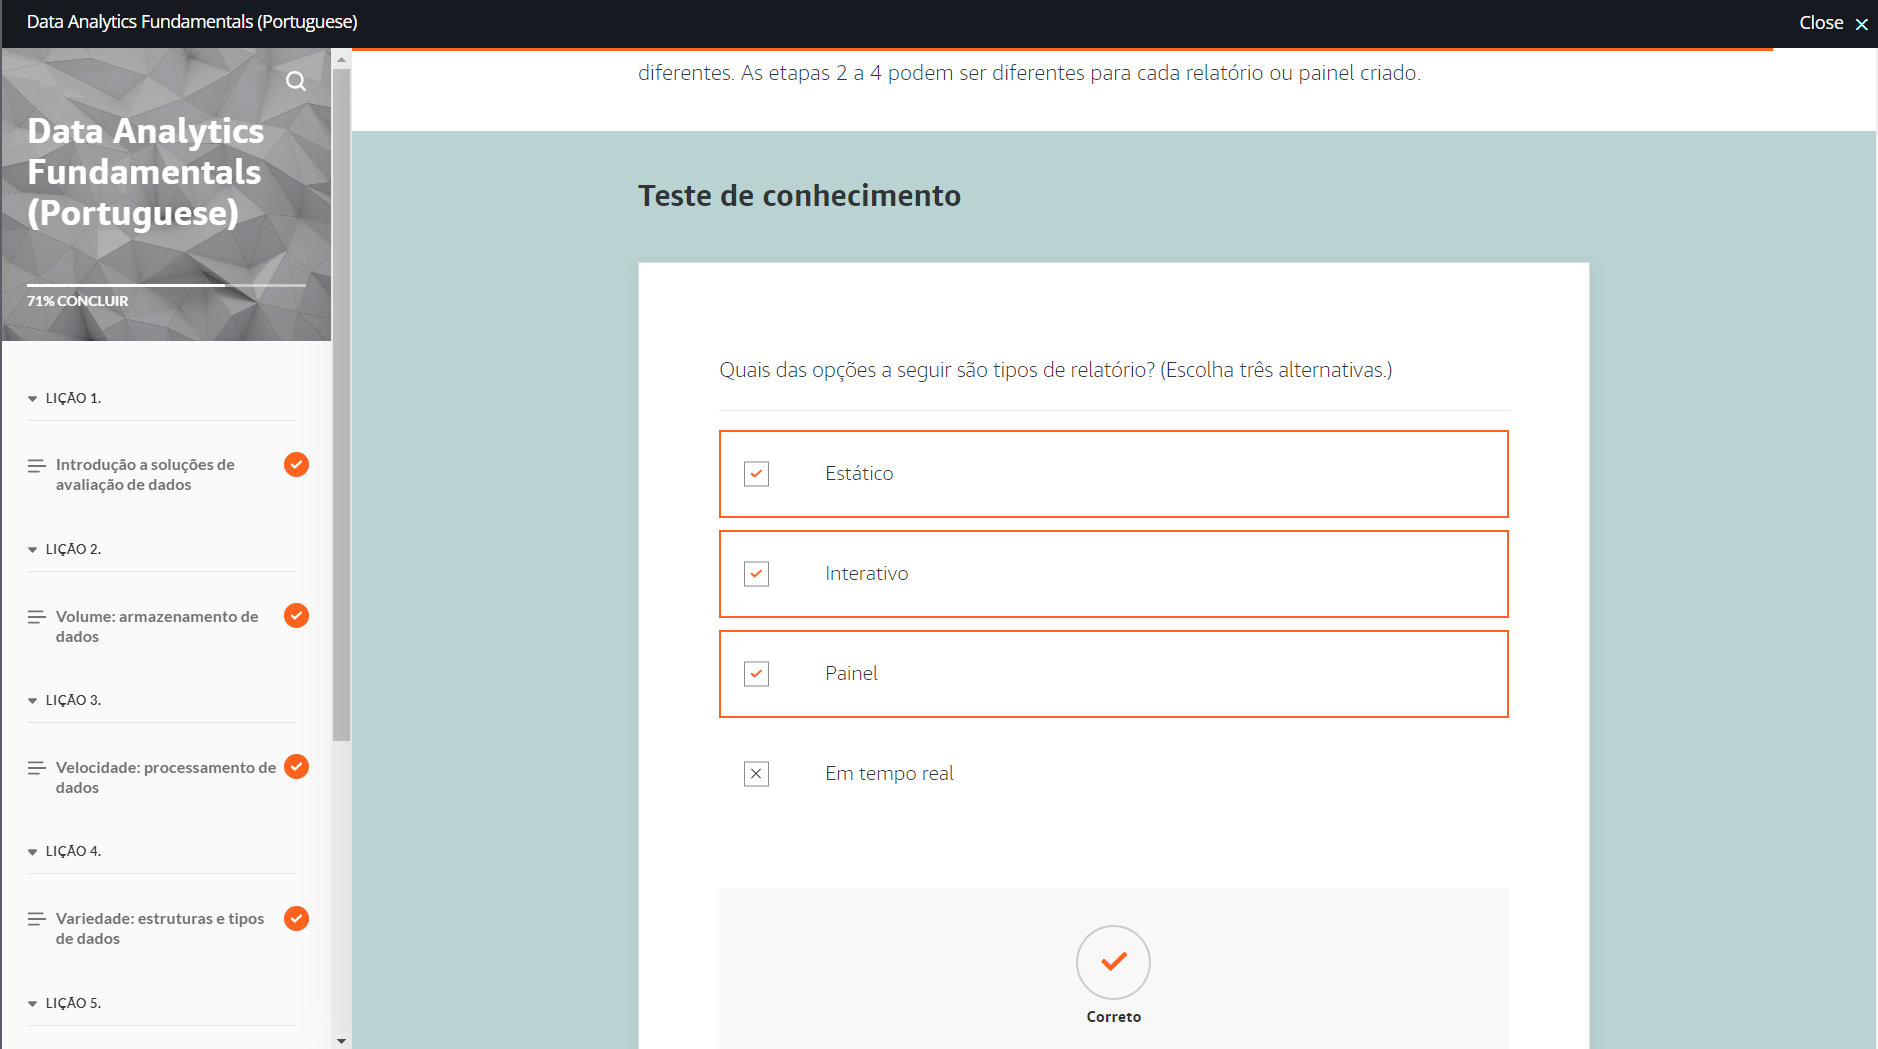 Data Analytics Fundamentals (Portuguese)
Close
Data Analytics
Fundamentals
(Portuguese)
71% CONCLUIR
LIÇÃO 1.
Introdução a soluções de
avaliação de dados
LIÇÃO 2.
Volume: armazenamento de
dados
LIÇÃO 3.
Velocidade: processamento de
dados
LIÇÃO 4.
Variedade: estruturas e tipos
de dados
LIÇÃO 5.
diferentes. As etapas 2 a 4 podem ser diferentes para cada relatório ou painel criado.
Teste de conhecimento
Quais das opções a seguir são tipos de relatório? (Escolha três alternativas.)
Estático
Interativo
Painel
Em tempo real
Correto